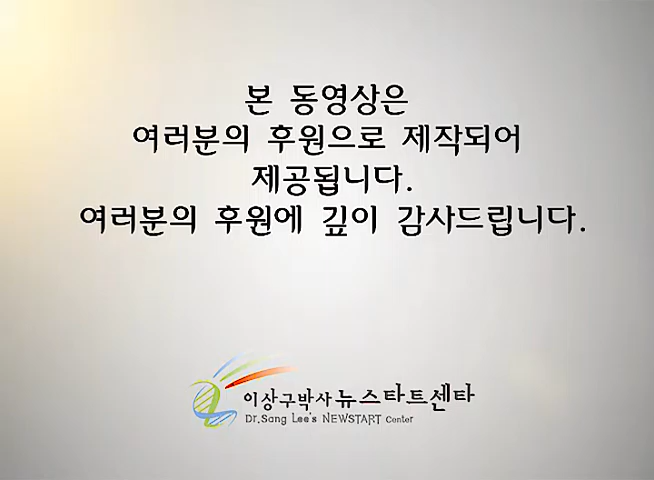 본 동영상은
여러분의 후원으로 제작되어
제공됩니다.
여러분의 후원에 깊이 감사드립니다.
이상구박사 뉴스타트센타
Dr.Sang Lee's NEWSTART Center